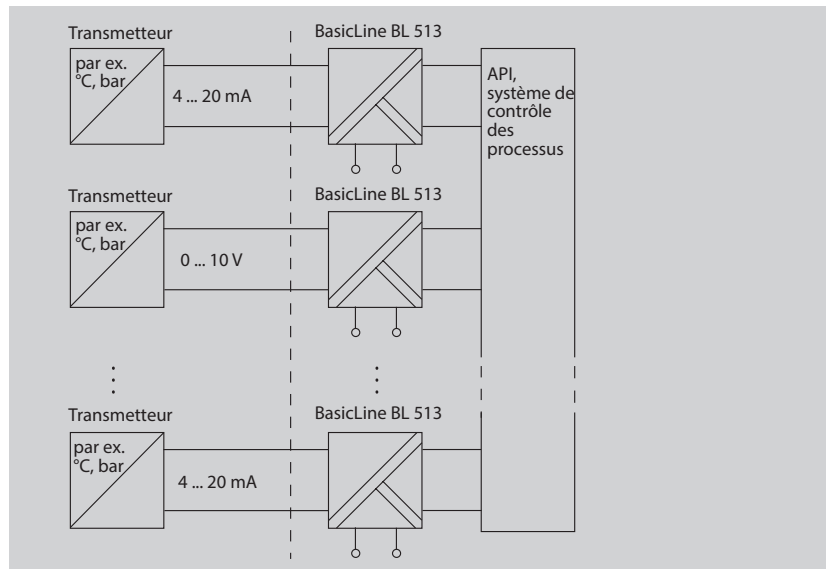 Transmetteur
BasicLine BL 513
par ex.
°C, bar
4 ... 20 mA
API,
système de
contrôle
des
processus
Transmetteur
BasicLine BL 513
par ex.
°C, bar
0 ... 10 V
Transmetteur
BasicLine BL 513
par ex.
°C, bar
4 ... 20 mA